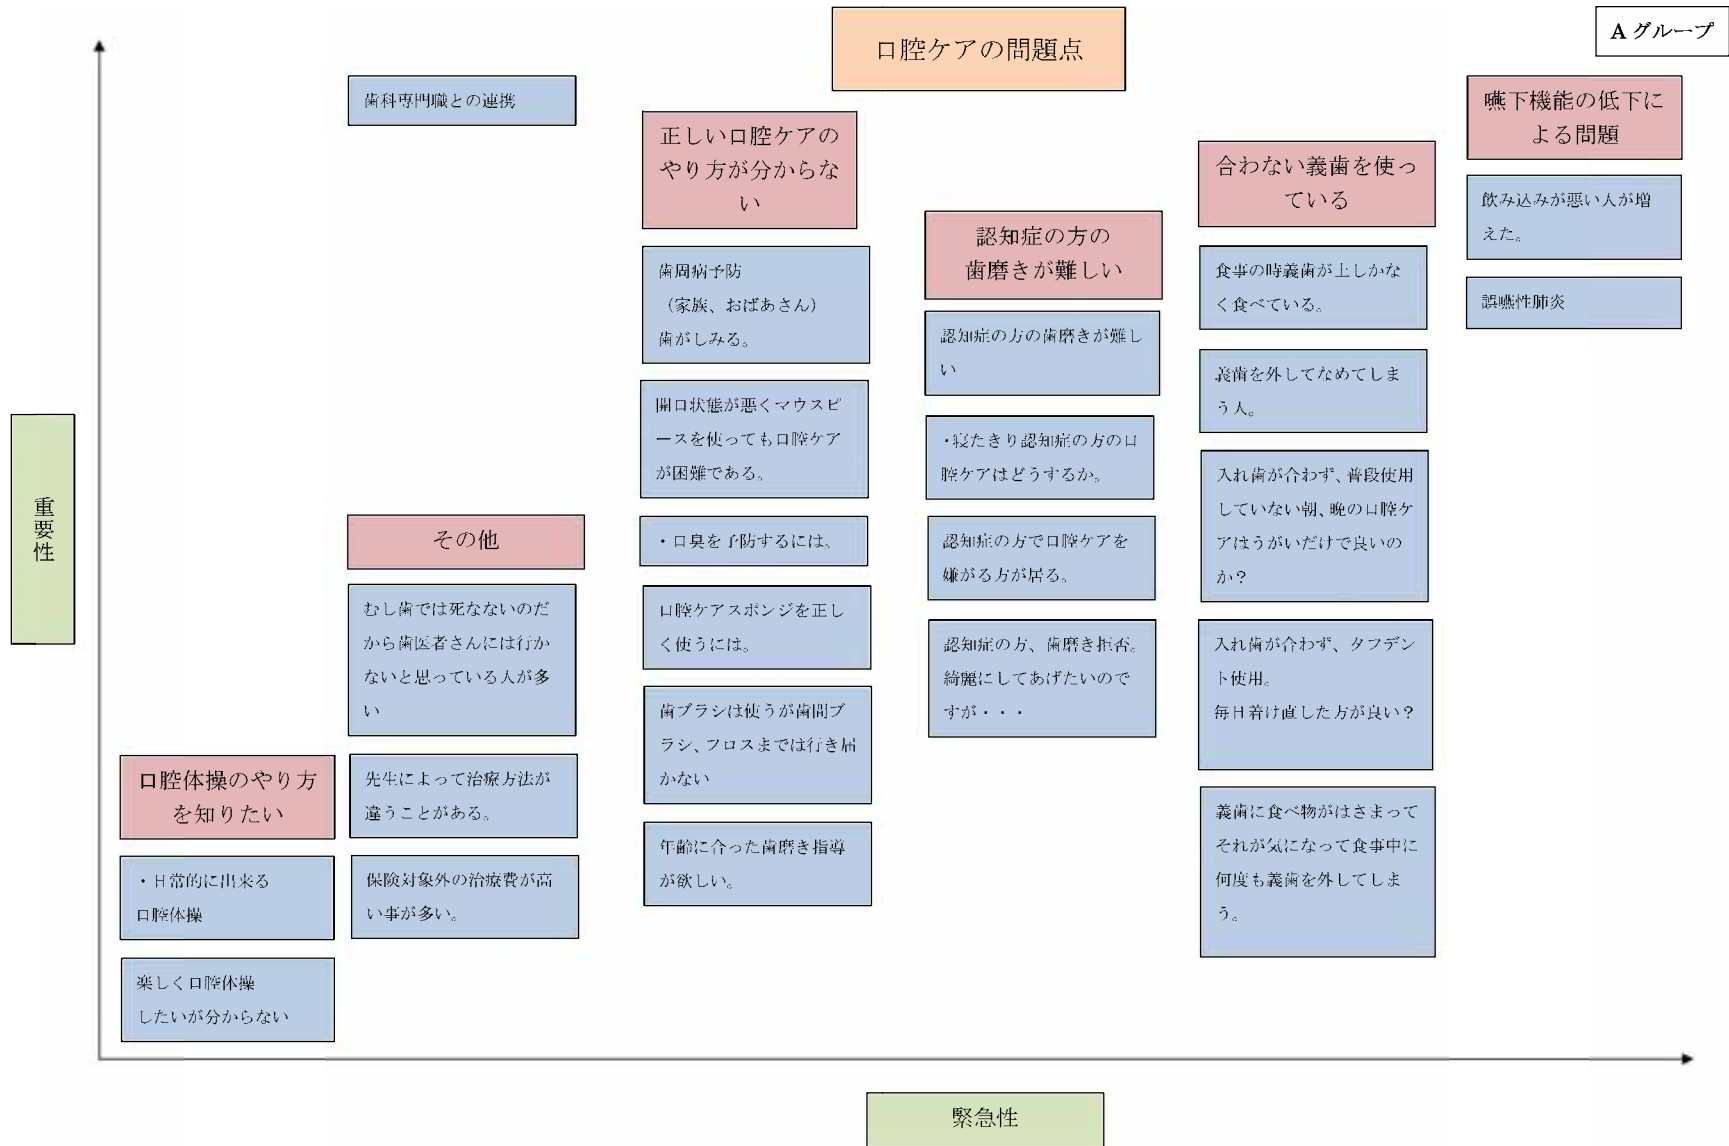 口腔ケアの問題点
Aグループ
重要性
緊急性
歯科専門職との連携
口腔体操のやり方
を知りたい
・日常的に出来る
口腔体操
楽しく口腔体操
したいが分からない
その他
むし歯では死なないのだ
から歯医者さんには行か
ないと思っている人が多
い
先生によって治療方法が
違うことがある。
保険対象外の治療費が高
い事が多い。
正しい口腔ケアの
やり方が分からな
い
歯周病予防
（家族、おばあさん）
歯がしみる。
開口状態が悪くマウスピ
ースを使っても口腔ケア
が困難である。
・口臭を予防するには。
口腔ケアスポンジを正し
く使うには。
歯ブラシは使うが歯間ブ
ラシ、フロスまでは行き届
かない
年齢に合った歯磨き指導
が欲しい。
認知症の方の
歯磨きが難しい
認知症の方の歯磨きが難し
い
・寝たきり認知症の方の口
腔ケアはどうするか。
認知症の方で口腔ケアを
嫌がる方が居る。
認知症の方、歯磨き拒否。
綺麗にしてあげたいので
すが・・・
合わない義歯を使っ
ている
食事の時義歯が上しかな
く食べている。
義歯を外してなめてしま
う人。
入れ歯が合わず、普段使用
していない朝、晩の口腔ケ
アはうがいだけで良いの
か？
入れ歯が合わず、タフデン
ト使用。
毎日着け直した方が良い？
義歯に食べ物がはさまって
それが気になって食事中に
何度も義歯を外してしま
う。
嚥下機能の低下に
よる問題
飲み込みが悪い人が増
えた。
誤嚥性肺炎